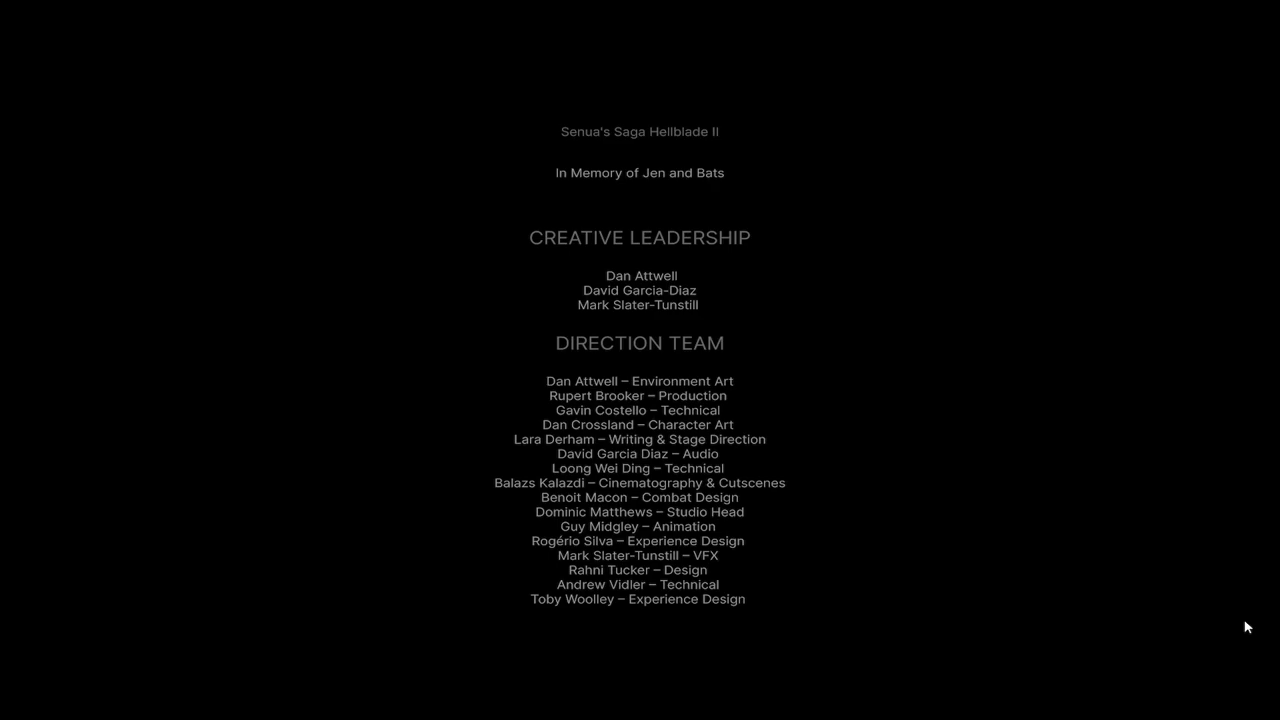 Senua's Saga Hellblade II
In Memory of Jen and Bats
CREATIVE LEADERSHIP
Dan Attwell
David Garcia-Diaz
Mark Slater-Tunstill
DIRECTION TEAM
Dan Attwell – Environment Art
Rupert Brooker – Production
Gavin Costello – Technical
Dan Crossland – Character Art
Lara Derham – Writing & Stage Direction
David Garcia Diaz – Audio
Loong Wei Ding – Technical
Balazs Kalazdi – Cinematography & Cutscenes
Benoit Macon – Combat Design
Dominic Matthews – Studio Head
Guy Midgley – Animation
Rogério Silva – Experience Design
Mark Slater-Tunstill – VFX
Rahni Tucker – Design
Andrew Vidler – Technical
Toby Woolley – Experience Design